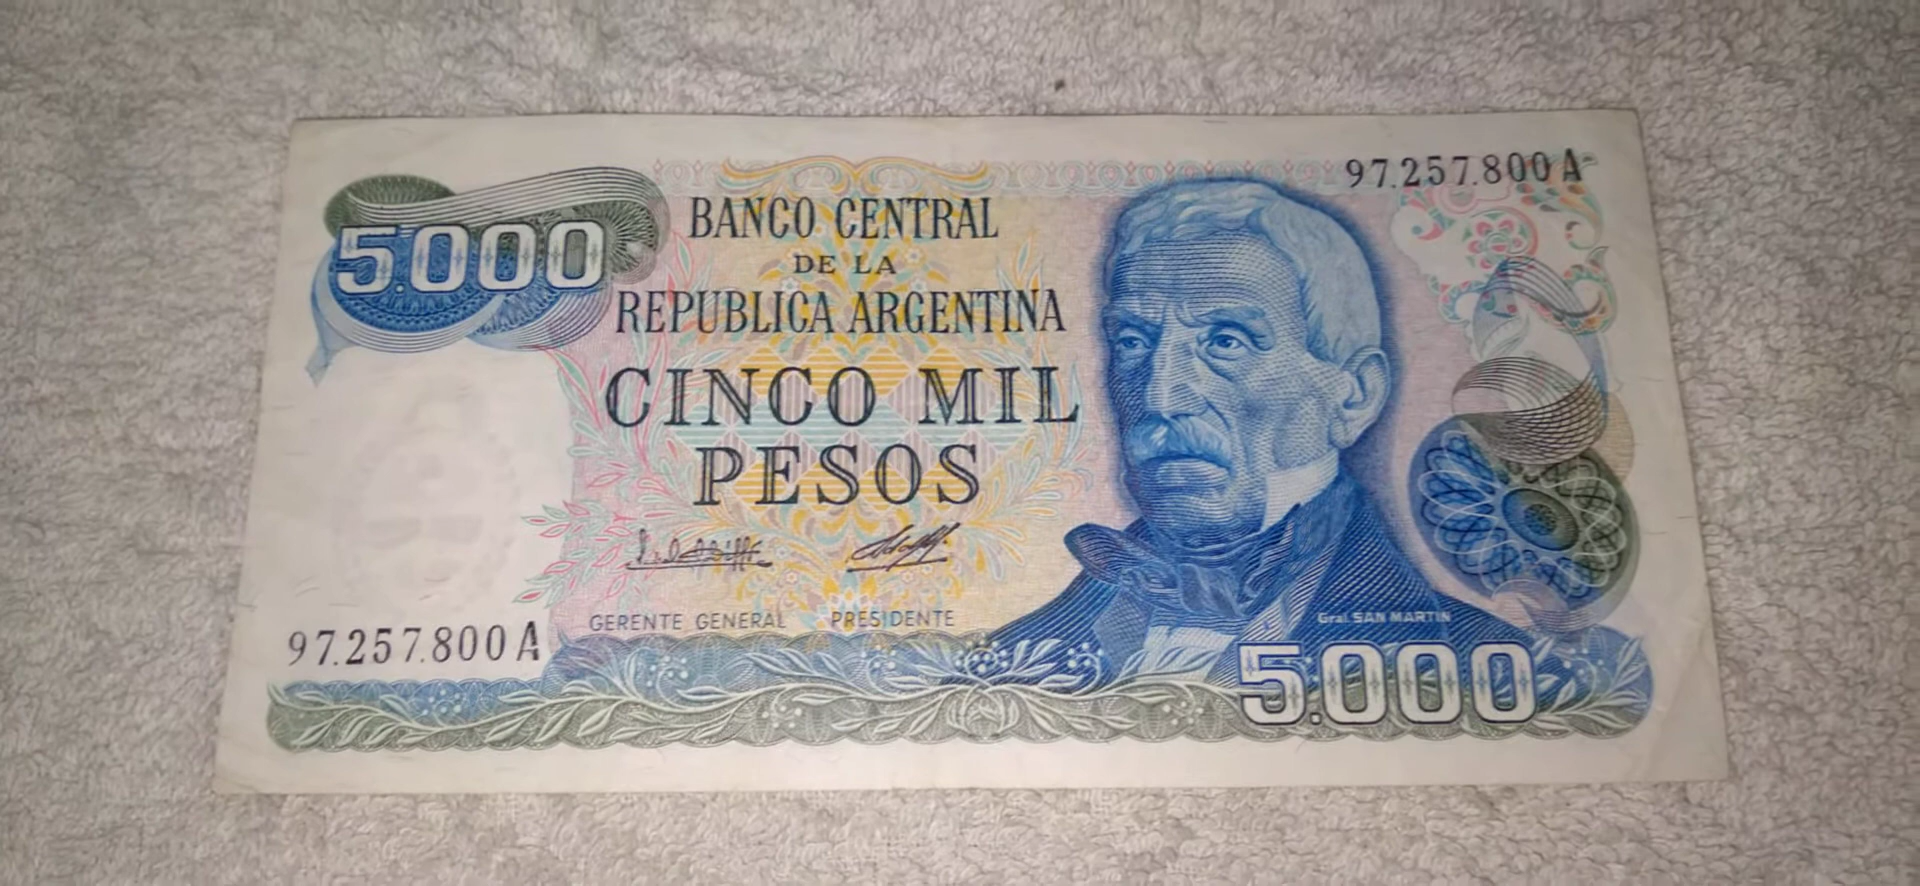 97.257.800 A
5.000
BANCO CENTRAL
DE LA
REPUBLICA ARGENTINA
CINCO MIL
PESOS
GERENTE GENERAL PRESIDENTE
Gral. SAN MARTIN
97.257.800 A
5.000